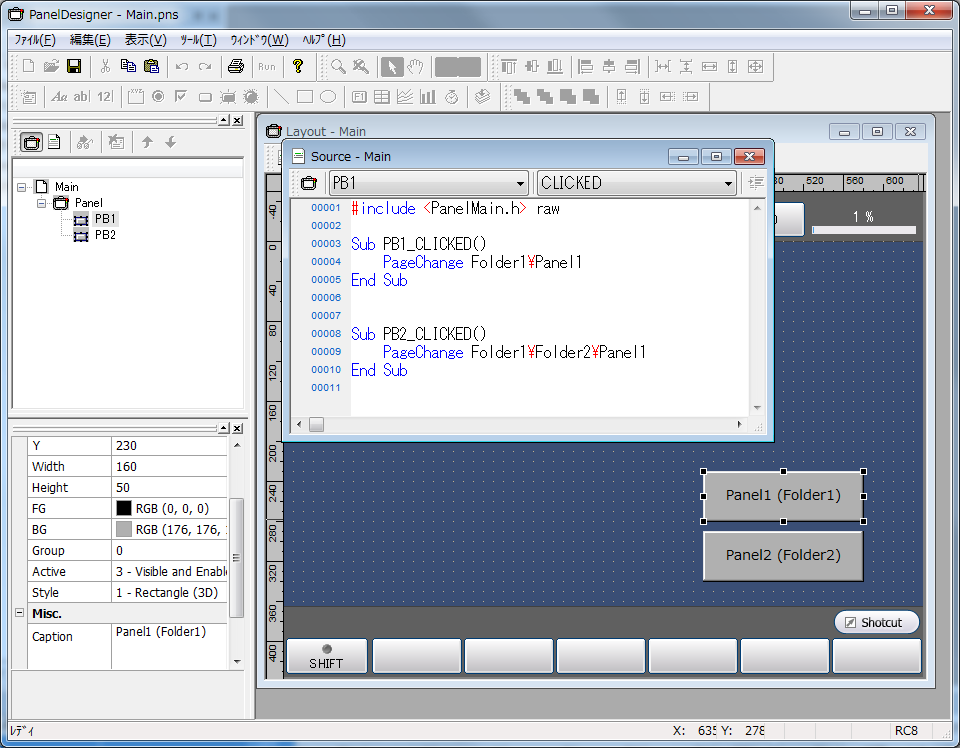 PanelDesigner - Main.pns
ﾌｧｲﾙ(F) 編集(E) 表示(V) ﾂｰﾙ(T) ｳｨﾝﾄﾞｳ(W) ﾍﾙﾌﾟ(H)
Run
Aa ab| 12|
Layout - Main
Source - Main
PB1 CLICKED
520 560 600
1 %
Main
Panel
PB1
PB2
00001 #include <PanelMain.h> raw
00002
00003 Sub PB1_CLICKED()
00004 PageChange Folder1¥Panel1
00005 End Sub
00006
00007
00008 Sub PB2_CLICKED()
00009 PageChange Folder1¥Folder2¥Panel1
00010 End Sub
00011
-40
0
40
80
120
160
200
240
280
320
360
400
Y 230
Width 160
Height 50
FG RGB (0, 0, 0)
BG RGB (176, 176,
Group 0
Active 3 - Visible and Enabl
Style 1 - Rectangle (3D)
Misc.
Caption Panel1 (Folder1)
Panel1 (Folder1)
Panel2 (Folder2)
Shotcut
SHIFT
ﾚﾃﾞｨ
X: 635 Y: 278
RC8